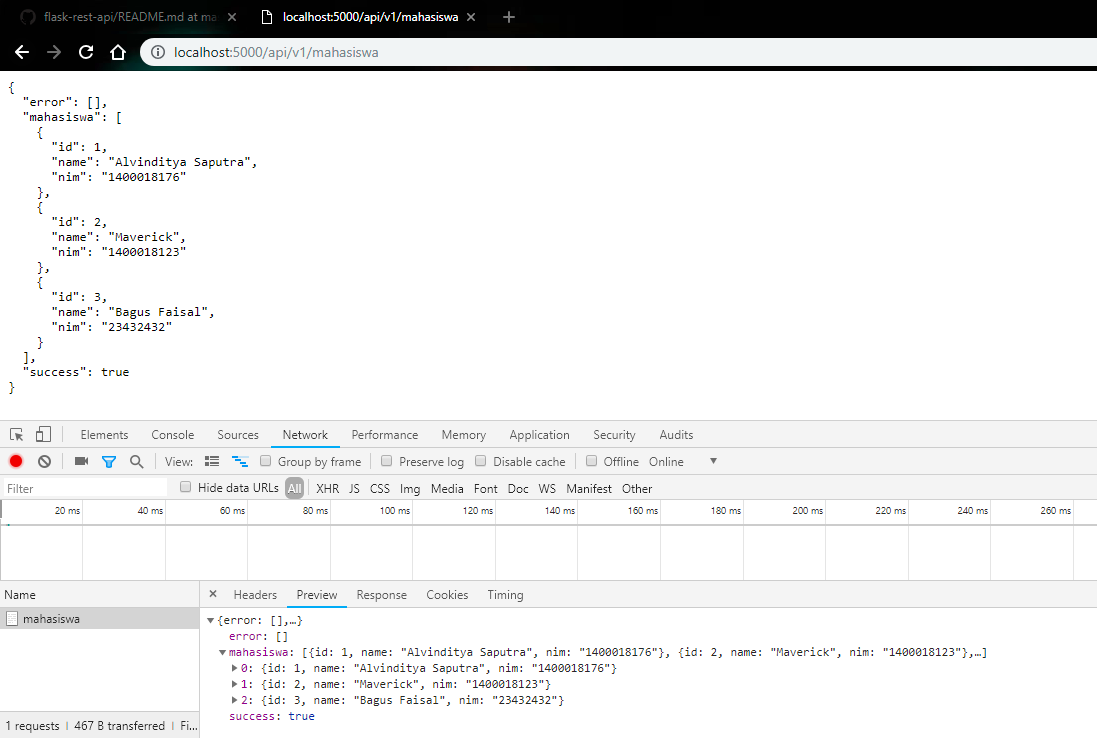 flask-rest-api/README.md at ma
localhost:5000/api/v1/mahasiswa
localhost:5000/api/v1/mahasiswa
{
"error": [],
"mahasiswa": [
{
"id": 1,
"name": "Alvinditya Saputra",
"nim": "1400018176"
},
{
"id": 2,
"name": "Maverick",
"nim": "1400018123"
},
{
"id": 3,
"name": "Bagus Faisal",
"nim": "23432432"
}
],
"success": true
}
Elements Console Sources Network Performance Memory Application Security Audits
View: Group by frame Preserve log Disable cache Offline Online
Filter Hide data URLs All XHR JS CSS Img Media Font Doc WS Manifest Other
20 ms 40 ms 60 ms 80 ms 100 ms 120 ms 140 ms 160 ms 180 ms 200 ms 220 ms 240 ms 260 ms
Name
mahasiswa
1 requests 467 B transferred Fi...
Headers Preview Response Cookies Timing
{error: [],…}
error: []
mahasiswa: [{id: 1, name: "Alvinditya Saputra", nim: "1400018176"}, {id: 2, name: "Maverick", nim: "1400018123"},…]
0: {id: 1, name: "Alvinditya Saputra", nim: "1400018176"}
1: {id: 2, name: "Maverick", nim: "1400018123"}
2: {id: 3, name: "Bagus Faisal", nim: "23432432"}
success: true